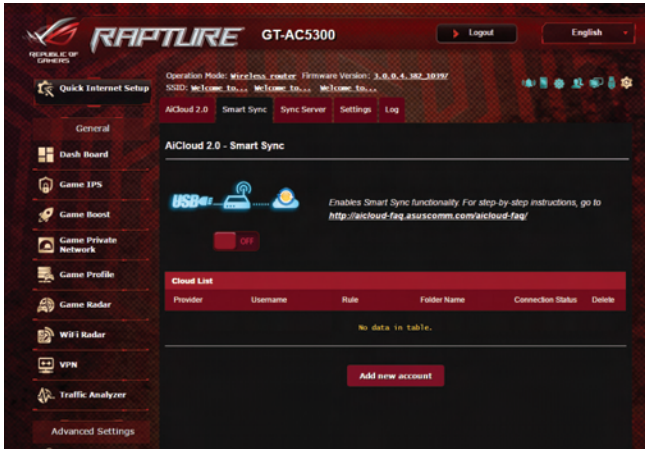 REPUBLIC OF
GAMERS
RAPTURE GT-AC5300
Logout
English
Operation Mode: Wireless router Firmware Version: 3.0.0.4.382_10397
SSID: Welcome to... Welcome to... Welcome to...
Quick Internet Setup
General
Dash Board
Game IPS
Game Boost
Game Private
Network
Game Profile
Game Radar
WiFi Radar
VPN
Traffic Analyzer
Advanced Settings
AiCloud 2.0 Smart Sync Sync Server Settings Log
AiCloud 2.0 - Smart Sync
USB
Enables Smart Sync functionality. For step-by-step instructions, go to
http://aicloud-faq.asuscomm.com/aicloud-faq/
OFF
Cloud List
Provider Username Rule Folder Name Connection Status Delete
No data in table.
Add new account